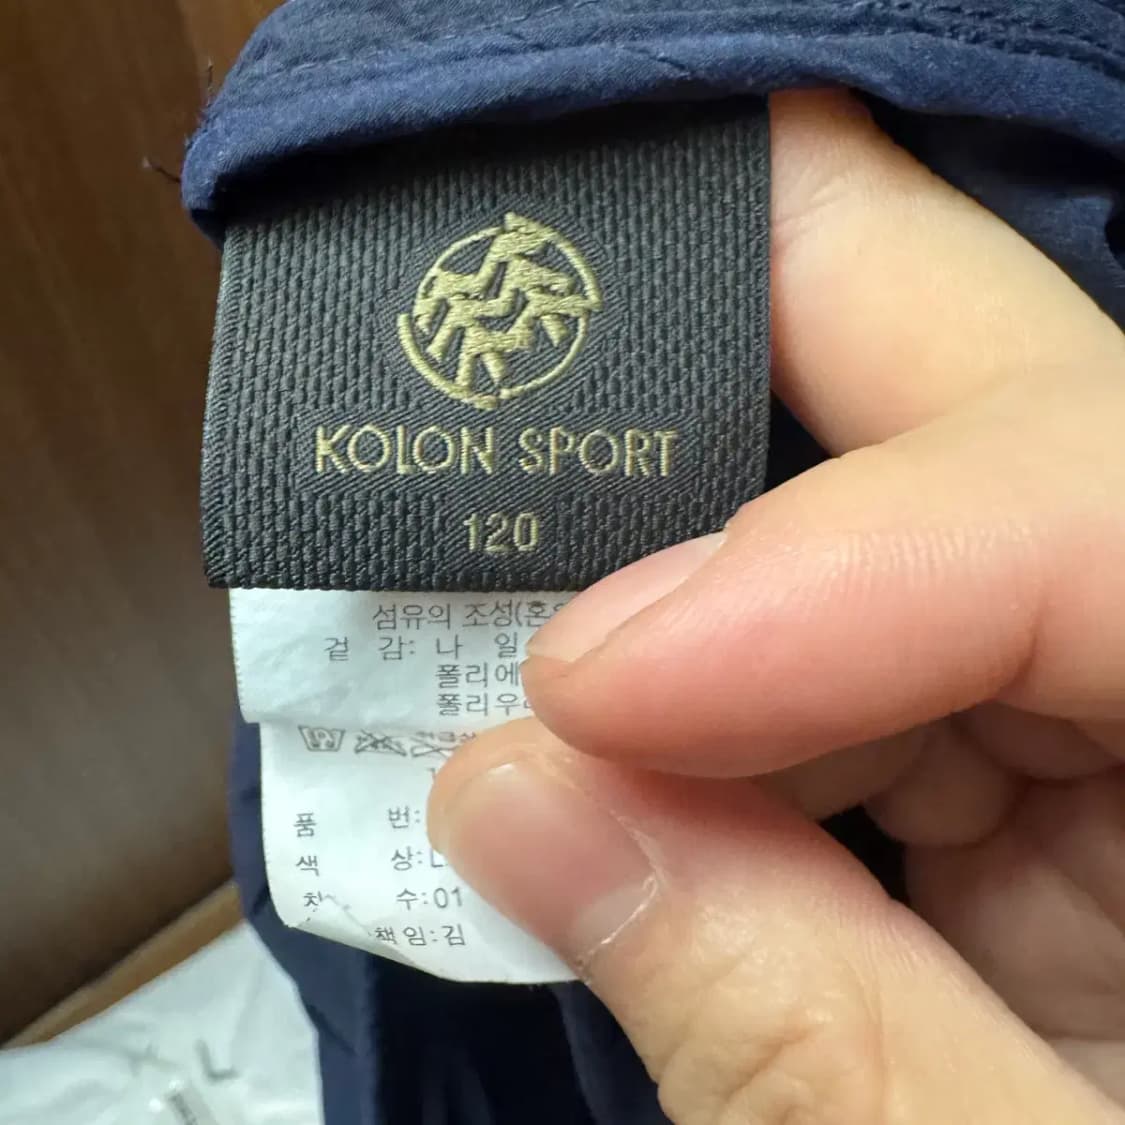 KOLON SPORT
120
섬유의 조성(혼
겉 감: 나 일
폴리에
폴리우
품 번:
색 상:
수:01
책임:김
L